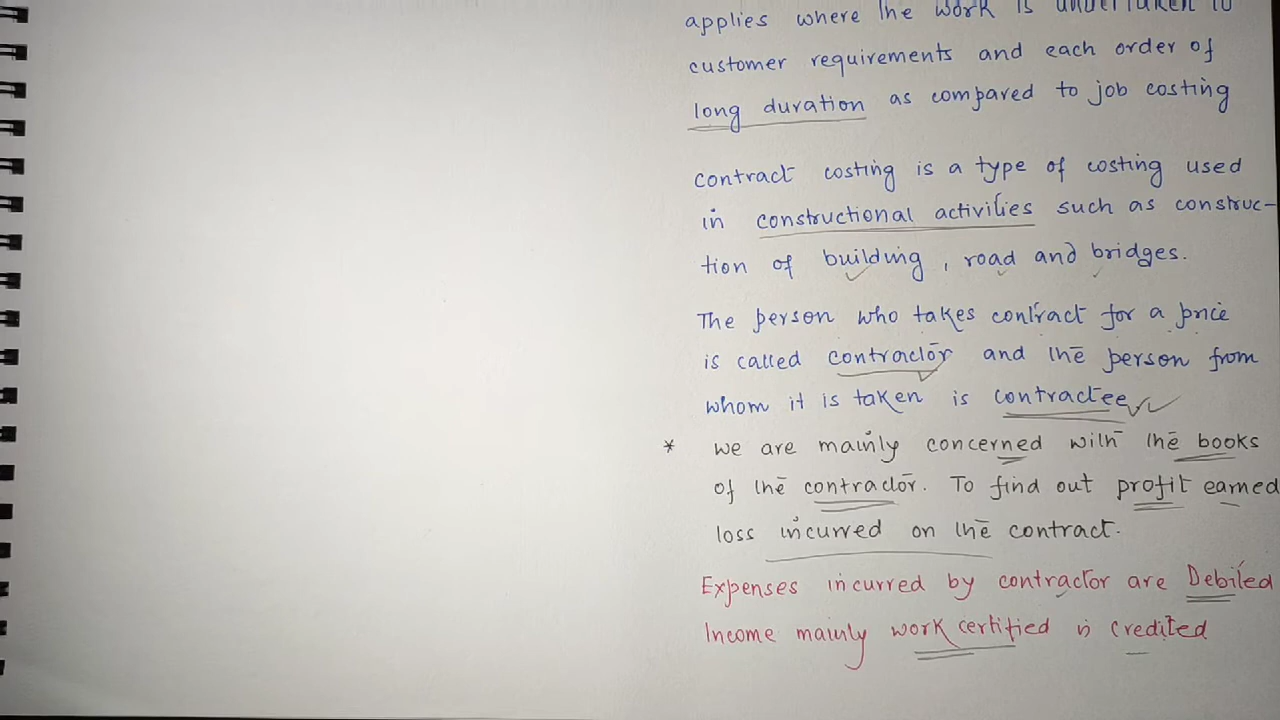 applies where the work is undertaken to
customer requirements and each order of
long duration as compared to job costing
contract costing is a type of costing used
in constructional activities such as construc-
tion of building, road and bridges.
The person who takes contract for a price
is called contractor and the person from
whom it is taken is contractee
* we are mainly concerned with the books
of the contractor. To find out profit earned
loss incurred on the contract.
Expenses incurred by contractor are Debited
Income mainly work certified is credited